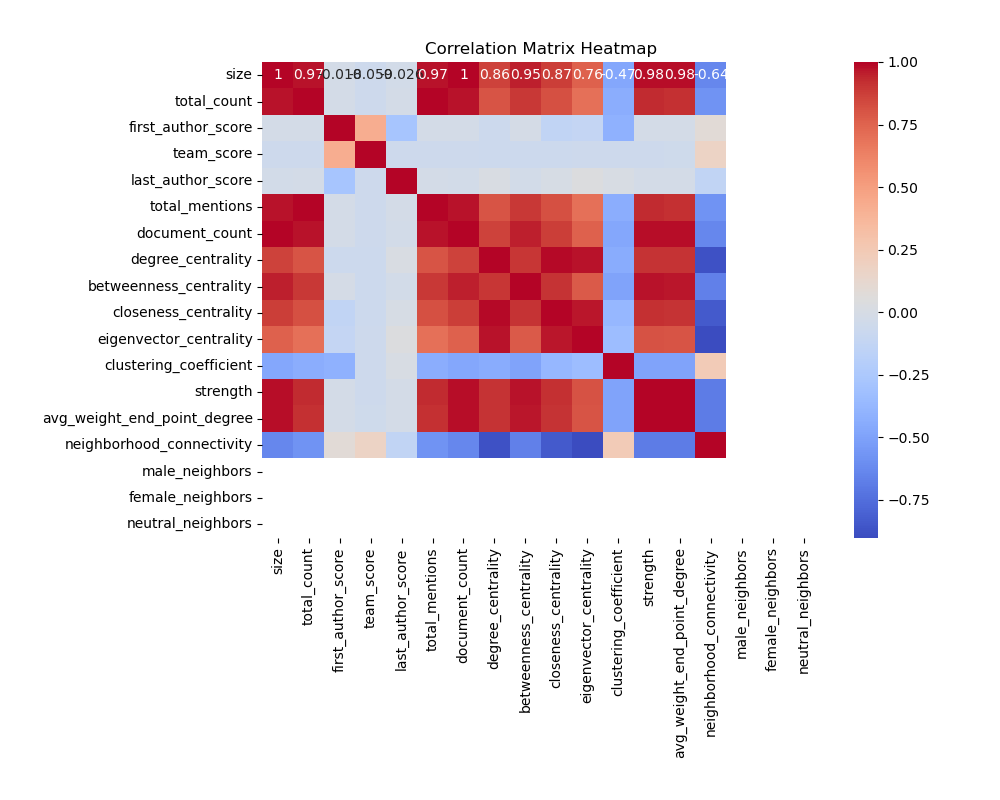 Correlation Matrix Heatmap
size
total_count
first_author_score
team_score
last_author_score
total_mentions
document_count
degree_centrality
betweenness_centrality
closeness_centrality
eigenvector_centrality
clustering_coefficient
strength
avg_weight_end_point_degree
neighborhood_connectivity
male_neighbors
female_neighbors
neutral_neighbors
1 0.97 0.97 1 0.86 0.95 0.87 0.76 -0.47 0.98 0.98 -0.64
size
total_count
first_author_score
team_score
last_author_score
total_mentions
document_count
degree_centrality
betweenness_centrality
closeness_centrality
eigenvector_centrality
clustering_coefficient
strength
avg_weight_end_point_degree
neighborhood_connectivity
male_neighbors
female_neighbors
neutral_neighbors
1.00
0.75
0.50
0.25
0.00
−0.25
−0.50
−0.75